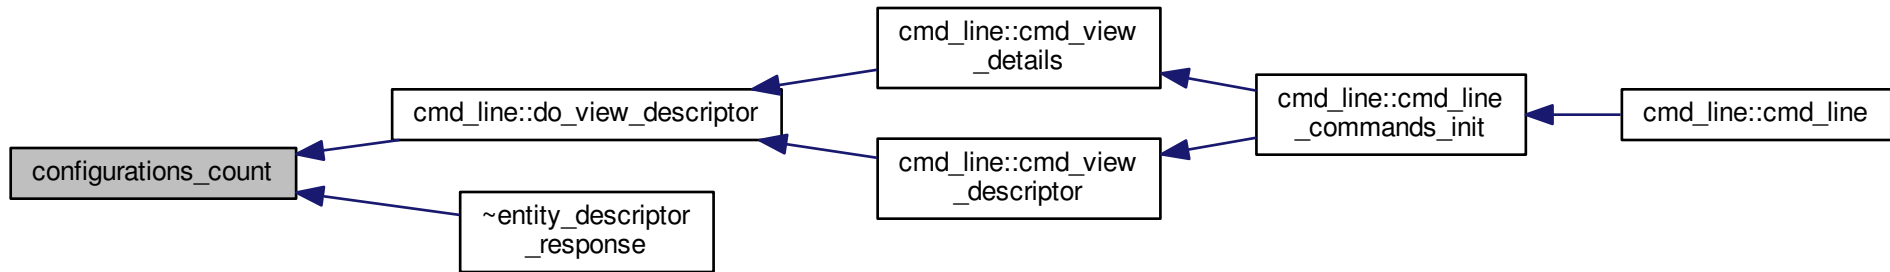 configurations_count
cmd_line::do_view_descriptor
~entity_descriptor
_response
cmd_line::cmd_view
_details
cmd_line::cmd_view
_descriptor
cmd_line::cmd_line
_commands_init
cmd_line::cmd_line